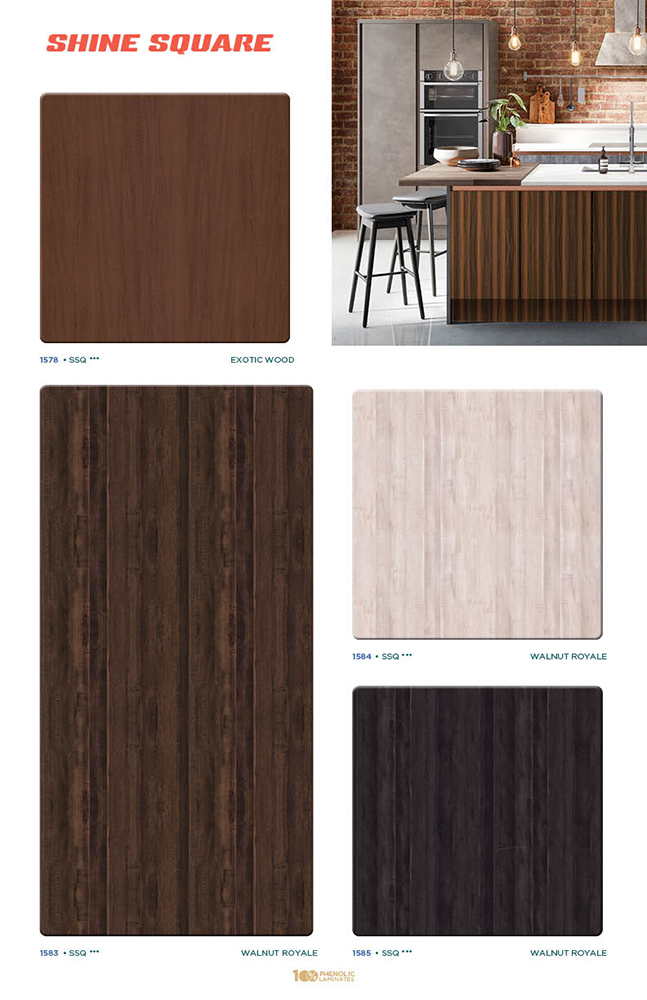 SHINE SQUARE
1578 • SSQ *** EXOTIC WOOD
1584 • SSQ *** WALNUT ROYALE
1583 • SSQ *** WALNUT ROYALE
1585 • SSQ *** WALNUT ROYALE
100% PHENOLIC
LAMINATES